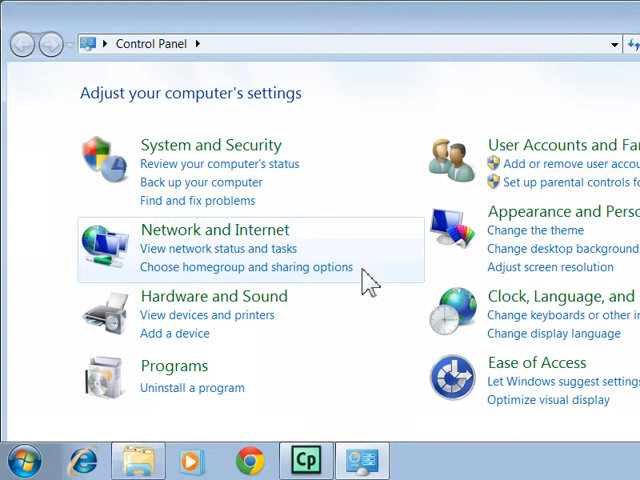 Control Panel
Adjust your computer's settings
System and Security
Review your computer's status
Back up your computer
Find and fix problems
Network and Internet
View network status and tasks
Choose homegroup and sharing options
Hardware and Sound
View devices and printers
Add a device
Programs
Uninstall a program
User Accounts and Fa
Add or remove user accou
Set up parental controls fo
Appearance and Perso
Change the theme
Change desktop background
Adjust screen resolution
Clock, Language, and
Change keyboards or other in
Change display language
Ease of Access
Let Windows suggest settings
Optimize visual display
Cp